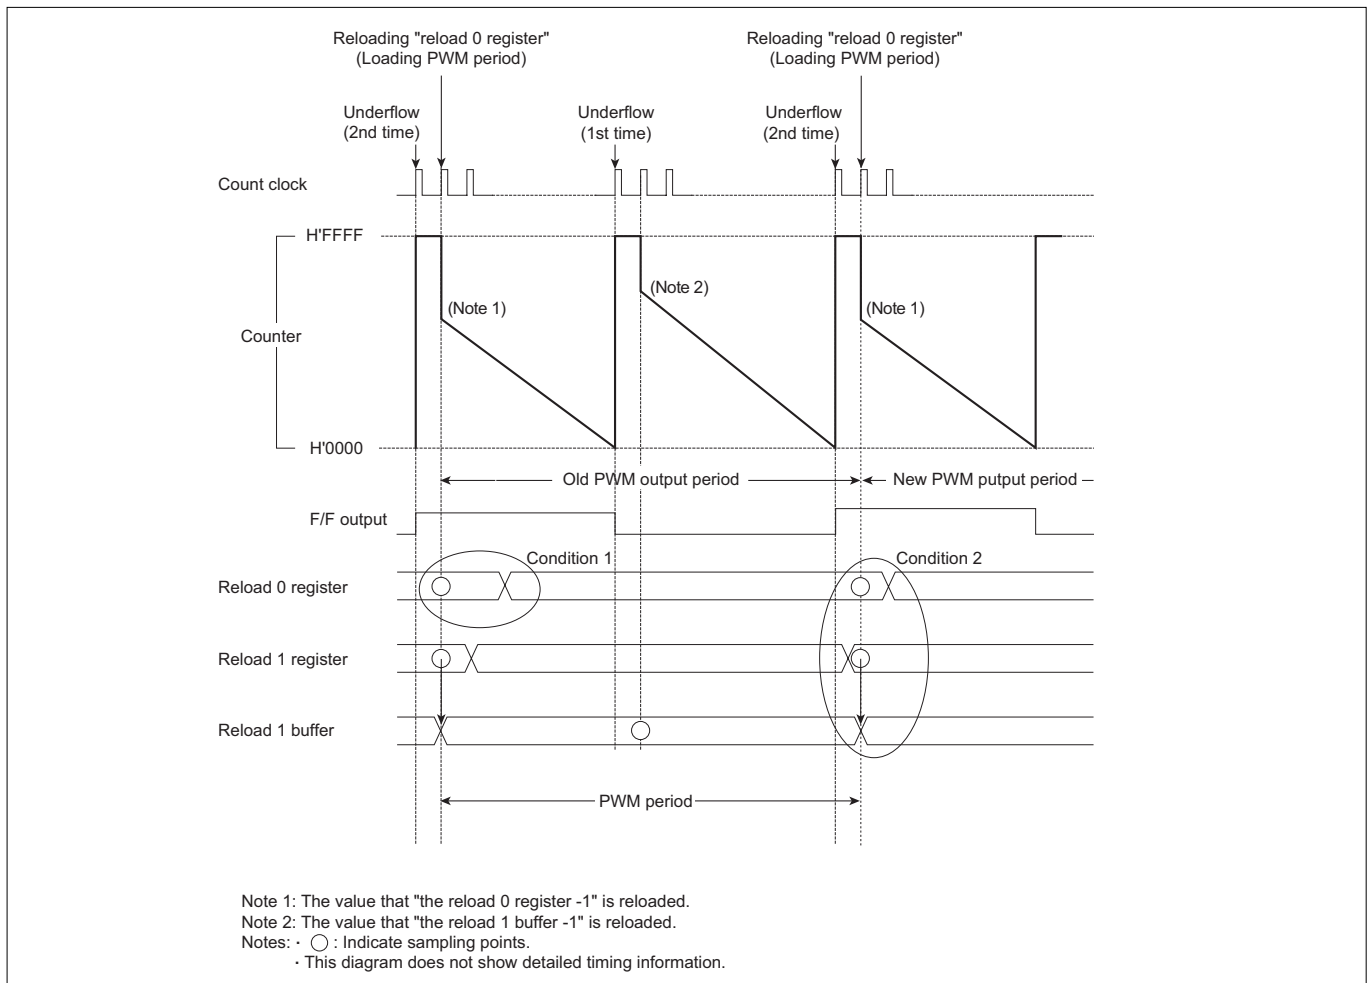 Reloading "reload 0 register"
(Loading PWM period)
Reloading "reload 0 register"
(Loading PWM period)
Underflow
(2nd time)
Underflow
(1st time)
Underflow
(2nd time)
Count clock
H'FFFF
(Note 1)
(Note 2)
(Note 1)
Counter
H'0000
Old PWM output period
New PWM putput period
F/F output
Condition 1
Condition 2
Reload 0 register
Reload 1 register
Reload 1 buffer
PWM period
Note 1: The value that "the reload 0 register -1" is reloaded.
Note 2: The value that "the reload 1 buffer -1" is reloaded.
Notes: · ○ : Indicate sampling points.
· This diagram does not show detailed timing information.